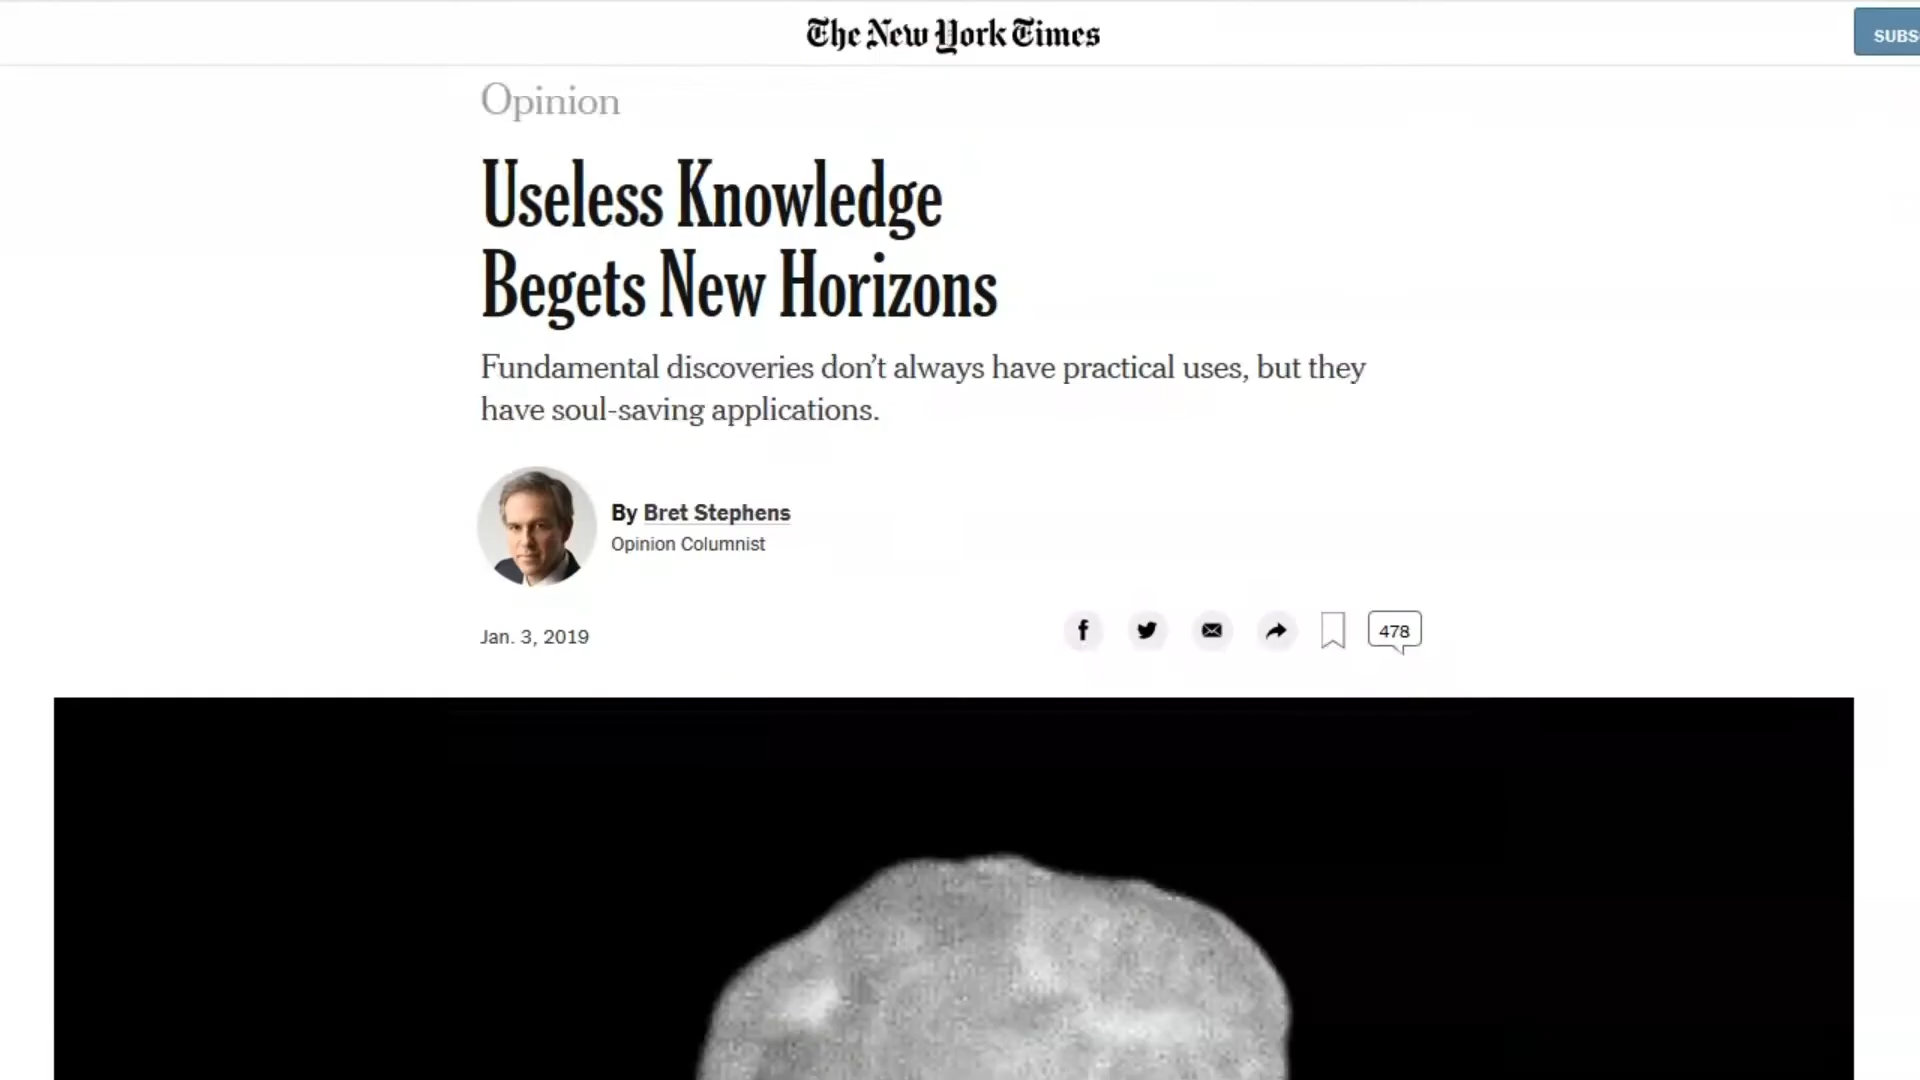 The New York Times
SUBS
Opinion
Useless Knowledge
Begets New Horizons
Fundamental discoveries don’t always have practical uses, but they
have soul-saving applications.
By Bret Stephens
Opinion Columnist
Jan. 3, 2019
478